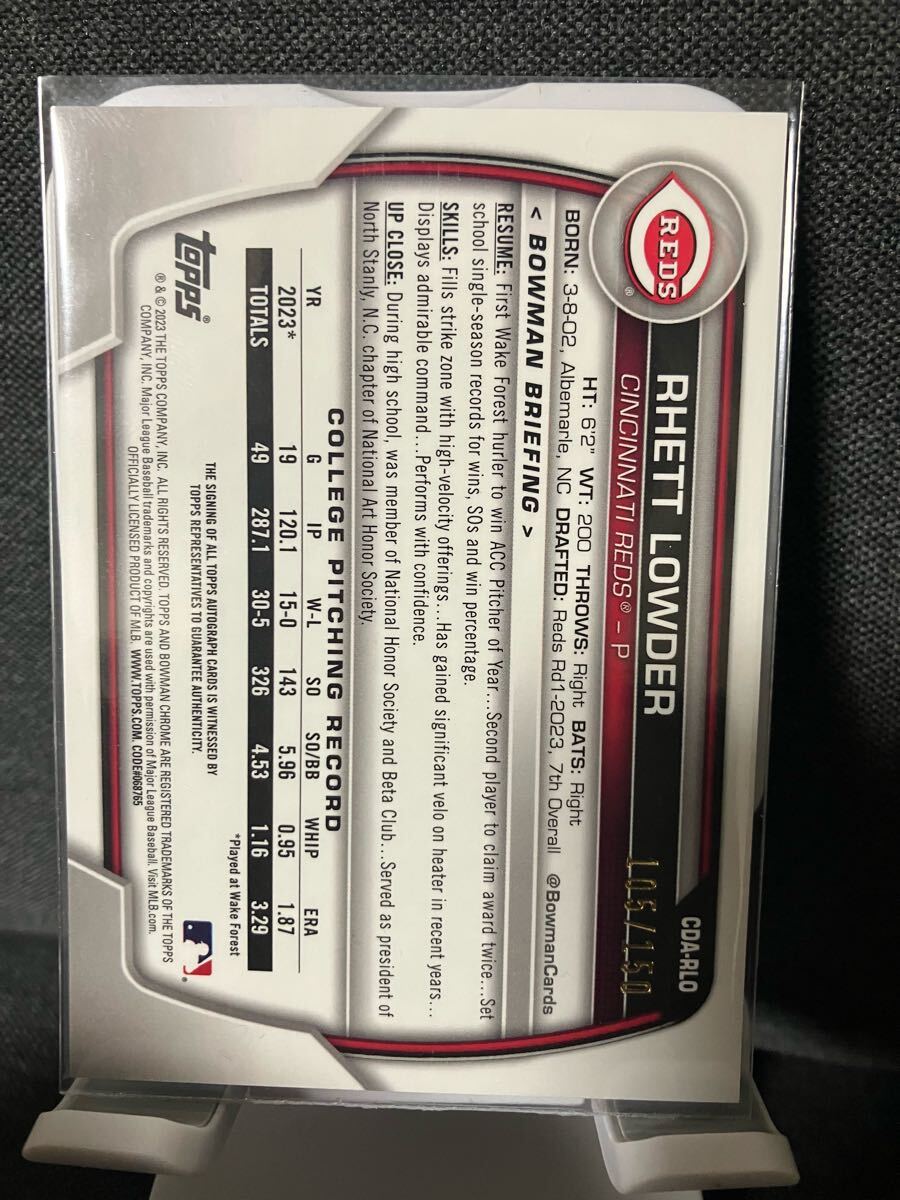 CDA-RLO
REDS®
RHETT LOWDER
CINCINNATI REDS® – P
105/150
HT: 6'2" WT: 200 THROWS: Right BATS: Right
BORN: 3-8-02, Albemarle, NC DRAFTED: Reds Rd1-2023, 7th Overall @BowmanCards
< BOWMAN BRIEFING >
RESUME: First Wake Forest hurler to win ACC Pitcher of Year...Second player to claim award twice...Set
school single-season records for wins, SOs and win percentage.
SKILLS: Fills strike zone with high-velocity offerings...Has gained significant velo on heater in recent years...
Displays admirable command...Performs with confidence.
UP CLOSE: During high school, was member of National Honor Society and Beta Club...Served as president of
North Stanly, N.C. chapter of National Art Honor Society.
COLLEGE PITCHING RECORD
YR G IP W-L SO SO/BB WHIP ERA
2023* 19 120.1 15-0 143 5.96 0.95 1.87
TOTALS 49 287.1 30-5 326 4.53 1.16 3.29
*Played at Wake Forest
THE SIGNING OF ALL TOPPS AUTOGRAPH CARDS IS WITNESSED BY
TOPPS REPRESENTATIVES TO GUARANTEE AUTHENTICITY.
topps®
® & © 2023 THE TOPPS COMPANY, INC. ALL RIGHTS RESERVED. TOPPS AND BOWMAN CHROME ARE REGISTERED TRADEMARKS OF THE TOPPS
COMPANY, INC. Major League Baseball trademarks and copyrights are used with permission of Major League Baseball. Visit MLB.com.
OFFICIALLY LICENSED PRODUCT OF MLB. WWW.TOPPS.COM. CODE#068765